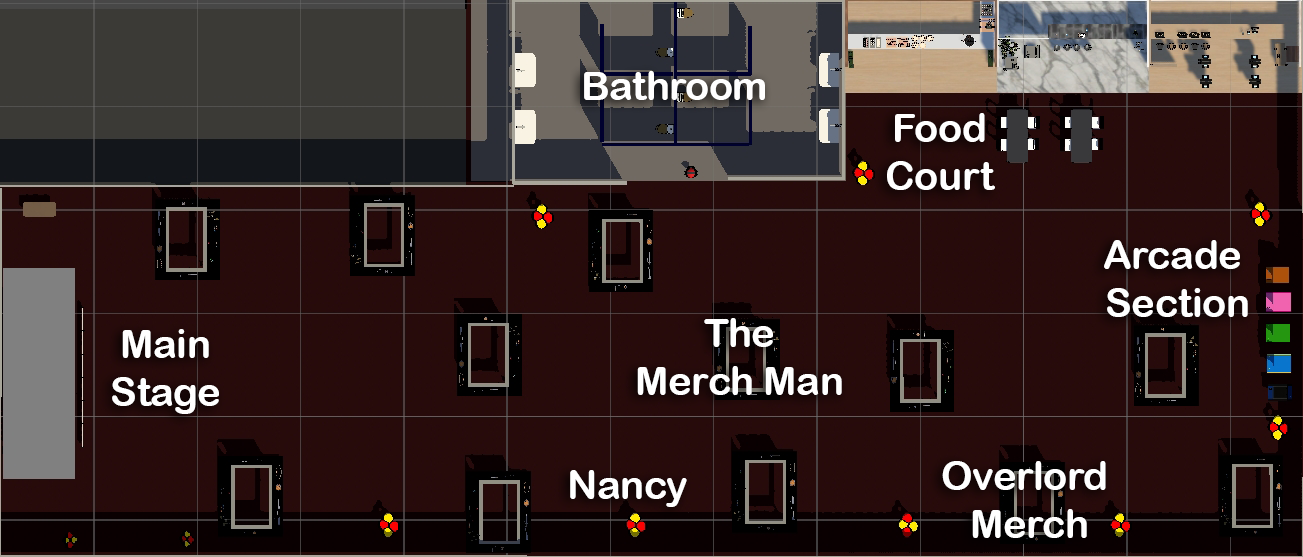 Bathroom
Food
Court
Arcade
Section
Main
Stage
The
Merch Man
Nancy
Overlord
Merch